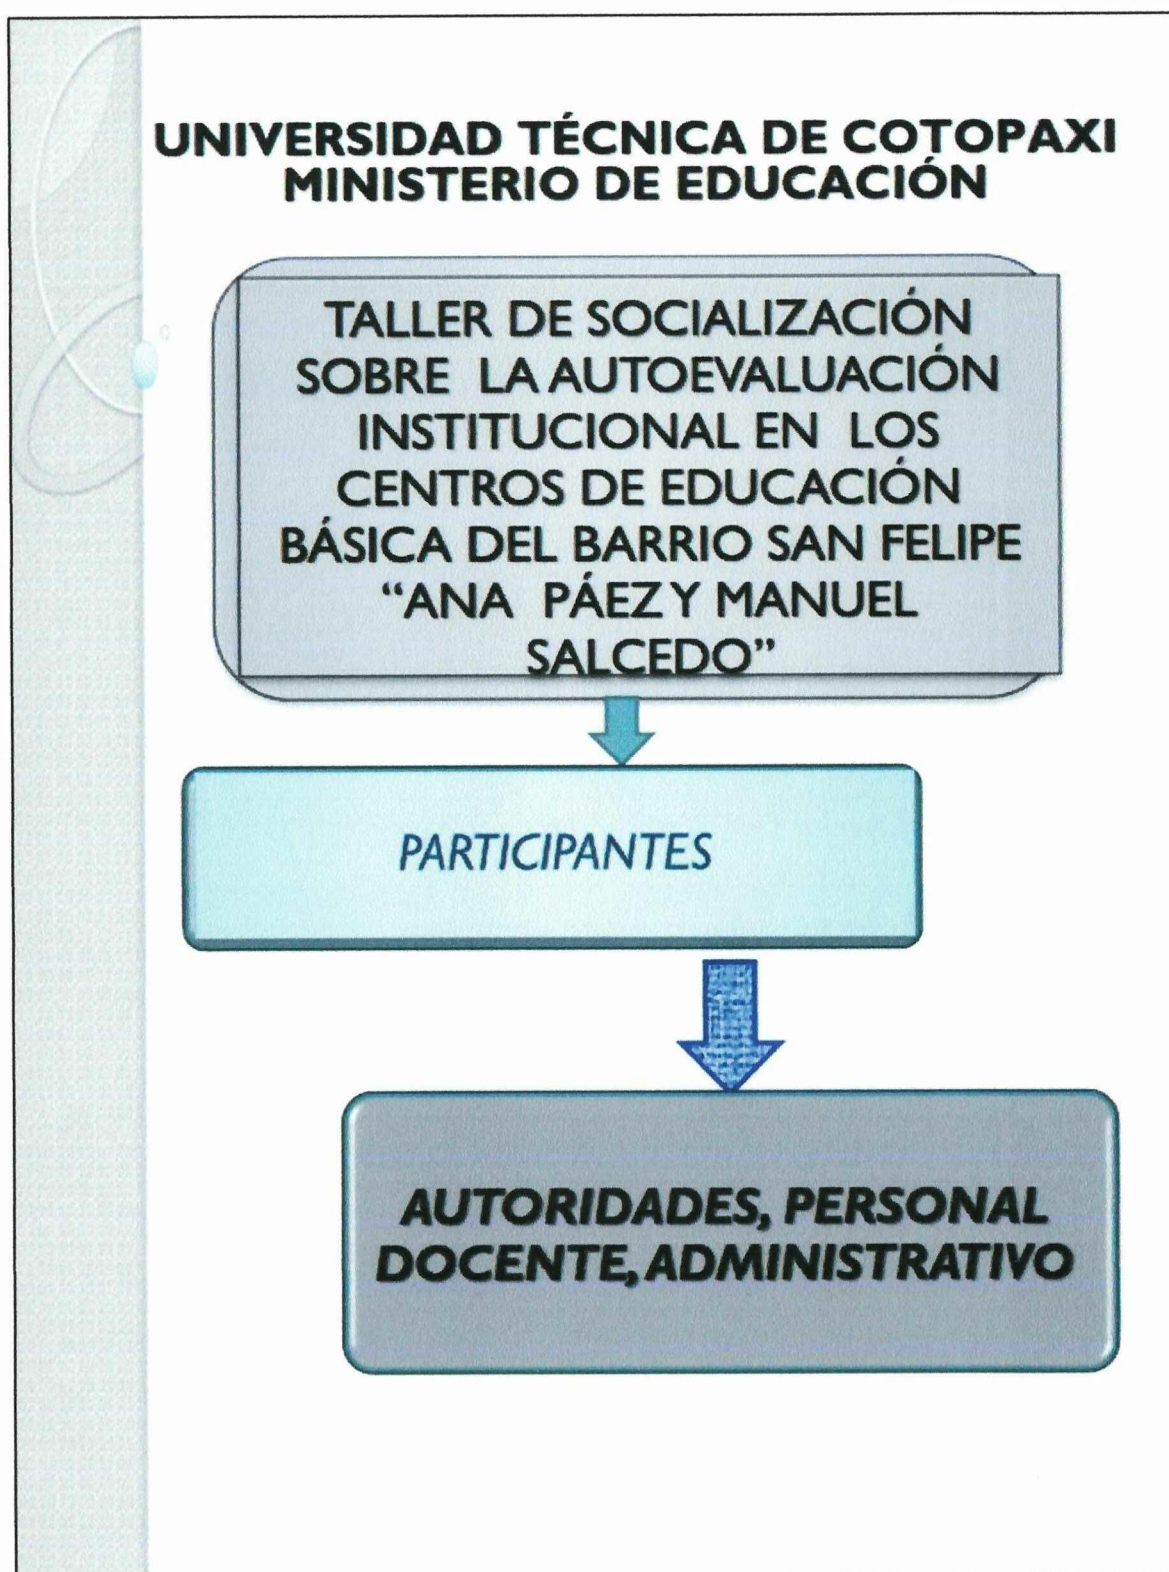 UNIVERSIDAD TÉCNICA DE COTOPAXI
MINISTERIO DE EDUCACIÓN
TALLER DE SOCIALIZACIÓN
SOBRE LA AUTOEVALUACIÓN
INSTITUCIONAL EN LOS
CENTROS DE EDUCACIÓN
BÁSICA DEL BARRIO SAN FELIPE
“ANA PÁEZ Y MANUEL
SALCEDO”
PARTICIPANTES
AUTORIDADES, PERSONAL
DOCENTE, ADMINISTRATIVO